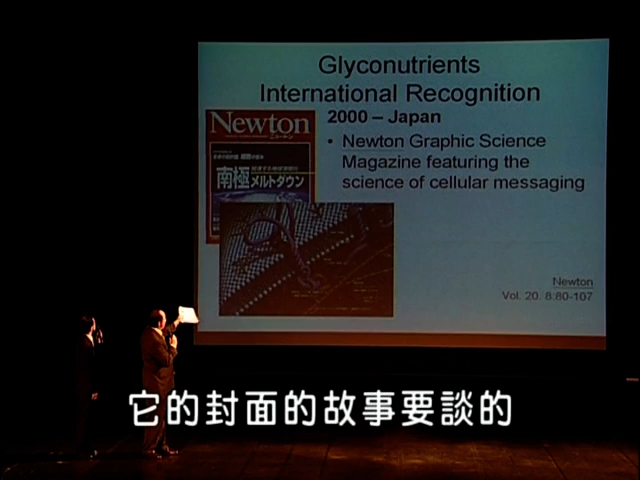 Glyconutrients
International Recognition
2000 – Japan
• Newton Graphic Science
Magazine featuring the
science of cellular messaging
Newton
南極メルトダウン
Newton
Vol. 20. 8:80-107
它的封面的故事要談的